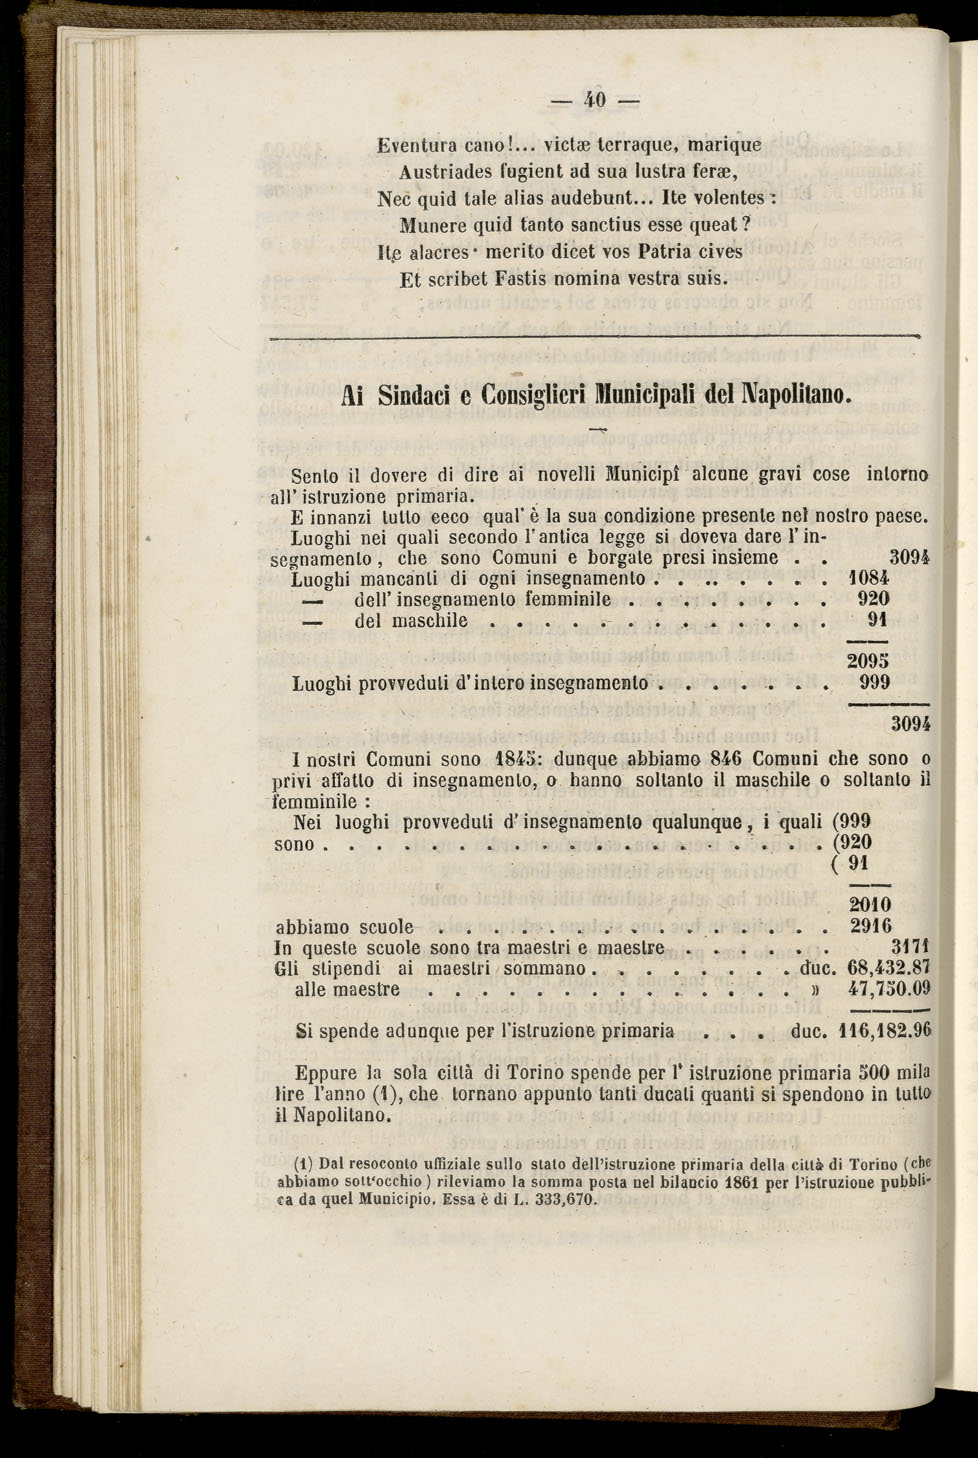 — 40 —
Eventura cano!... victæ terraque, marique
Austriades fugient ad sua lustra feræ,
Nec quid tale alias audebunt... Ite volentes :
Munere quid tanto sanctius esse queat ?
Ite alacres · merito dicet vos Patria cives
Et scribet Fastis nomina vestra suis.
Ai Sindaci e Consiglieri Municipali del Napolitano.
Sento il dovere di dire ai novelli Municipî alcune gravi cose intorno
all' istruzione primaria.
E innanzi tutto ecco qual' è la sua condizione presente nel nostro paese.
Luoghi nei quali secondo l'antica legge si doveva dare l' in-
segnamento , che sono Comuni e borgate presi insieme . . 3094
Luoghi mancanti di ogni insegnamento . . . . . . . . 1084
— dell' insegnamento femminile . . . . . . . . 920
— del maschile . . . . . . . . . . . . . 91
2095
Luoghi provveduti d' intero insegnamento . . . . . . . 999
3094
I nostri Comuni sono 1845: dunque abbiamo 846 Comuni che sono o
privi affatto di insegnamento, o hanno soltanto il maschile o soltanto il
femminile :
Nei luoghi provveduti d' insegnamento qualunque , i quali (999
sono . . . . . . . . . . . . . . . . . . . (920
( 91
2010
abbiamo scuole . . . . . . . . . . . . . . . 2916
In queste scuole sono tra maestri e maestre . . . . . . 3171
Gli stipendi ai maestri sommano . . . . . . . . duc. 68,432.87
alle maestre . . . . . . . . . . . . . . » 47,750.09
Si spende adunque per l'istruzione primaria . . . duc. 116,182.96
Eppure la sola città di Torino spende per l' istruzione primaria 500 mila
lire l'anno (1), che tornano appunto tanti ducati quanti si spendono in tutto
il Napolitano.
(1) Dal resoconto uffiziale sullo stato dell'istruzione primaria della città di Torino (che
abbiamo sott'occhio ) rileviamo la somma posta nel bilancio 1861 per l'istruzione pubbli-
ca da quel Municipio. Essa è di L. 333,670.